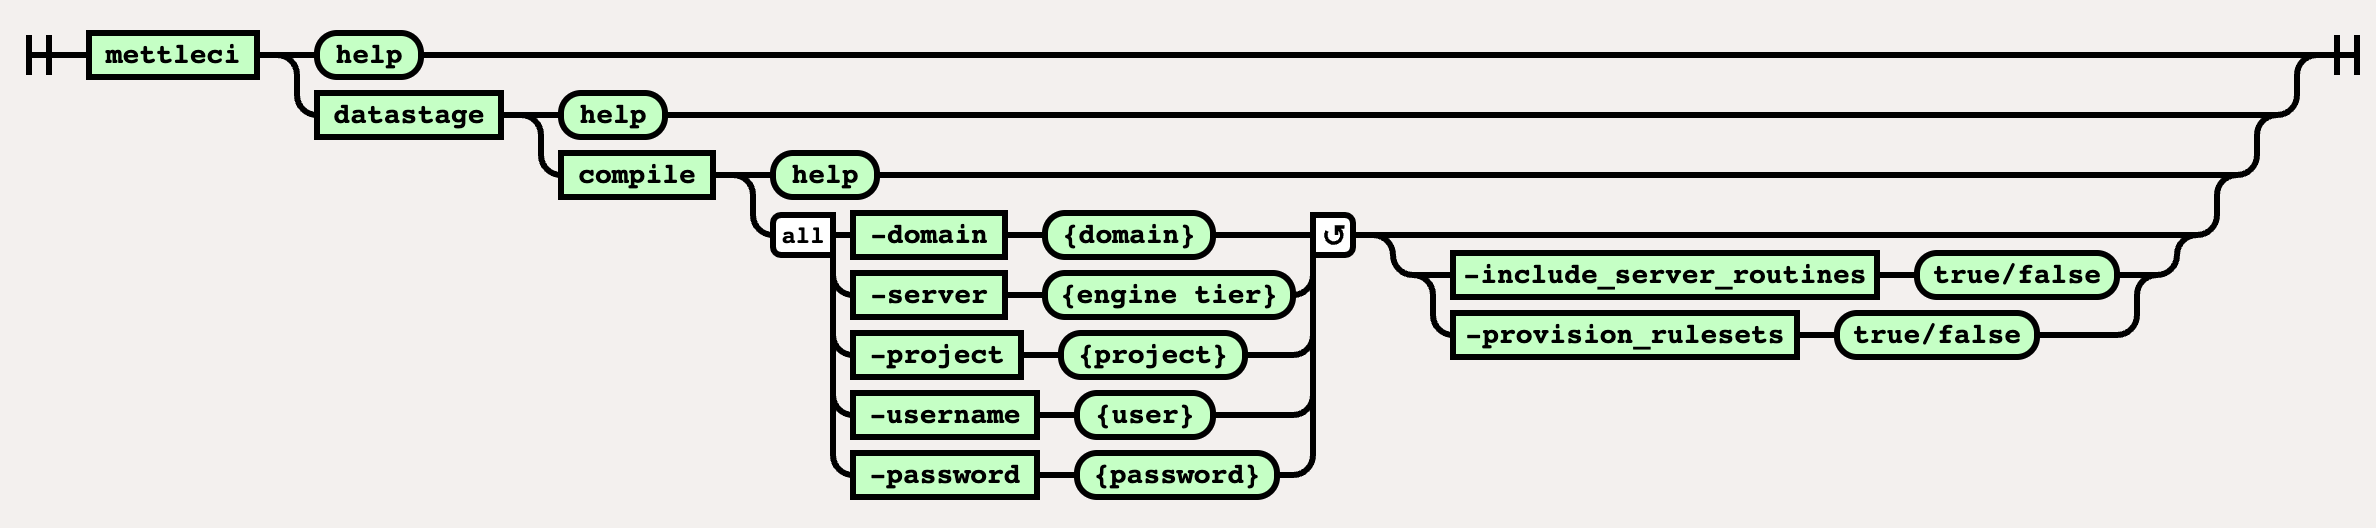 mettleci help
datastage help
compile help
all -domain {domain} ↺
-include_server_routines true/false
-server {engine tier}
-provision_rulesets true/false
-project {project}
-username {user}
-password {password}